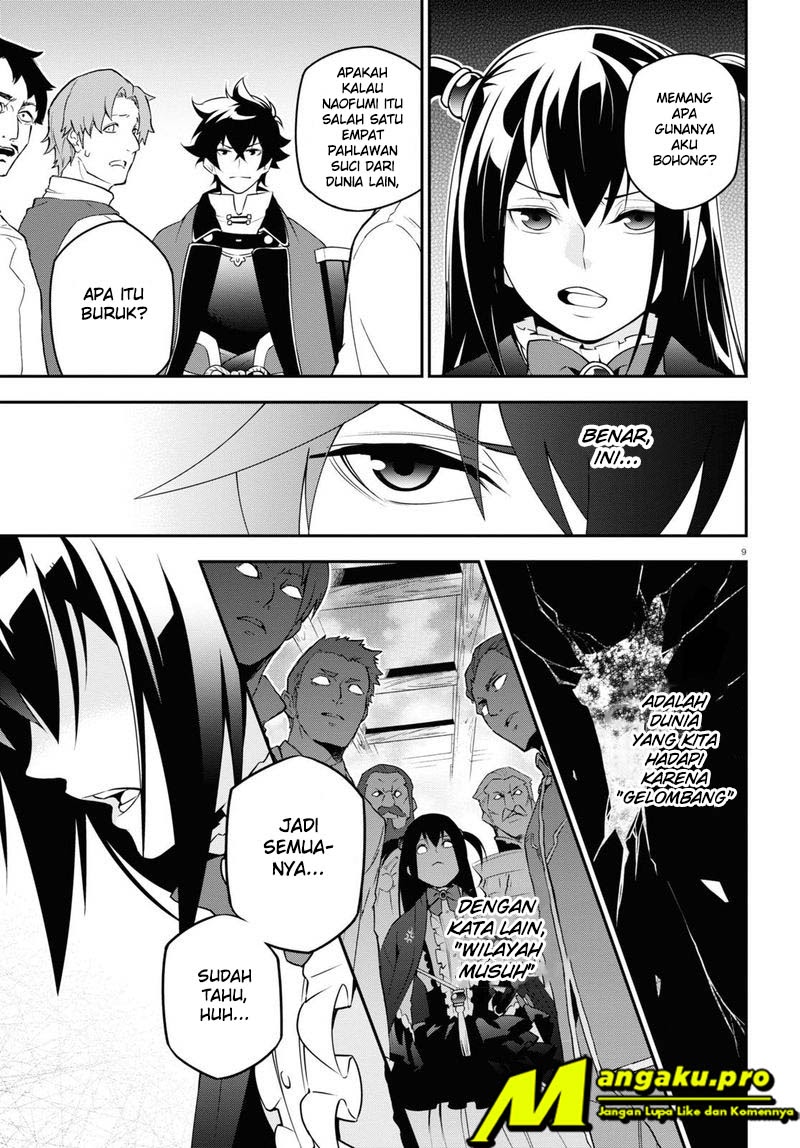 MEMANG
APA
GUNANYA
AKU
BOHONG?
APAKAH
KALAU
NAOFUMI ITU
SALAH SATU
EMPAT
PAHLAWAN
SUCI DARI
DUNIA LAIN,
APA ITU
BURUK?
BENAR,
INI...
9
ADALAH
DUNIA
YANG KITA
HADAPI
KARENA
"GELOMBANG"
DENGAN
KATA LAIN,
"WILAYAH
MUSUH"
JADI
SEMUA-
NYA...
SUDAH
TAHU,
HUH...
Mangaku.pro
Jangan Lupa Like dan Komennya